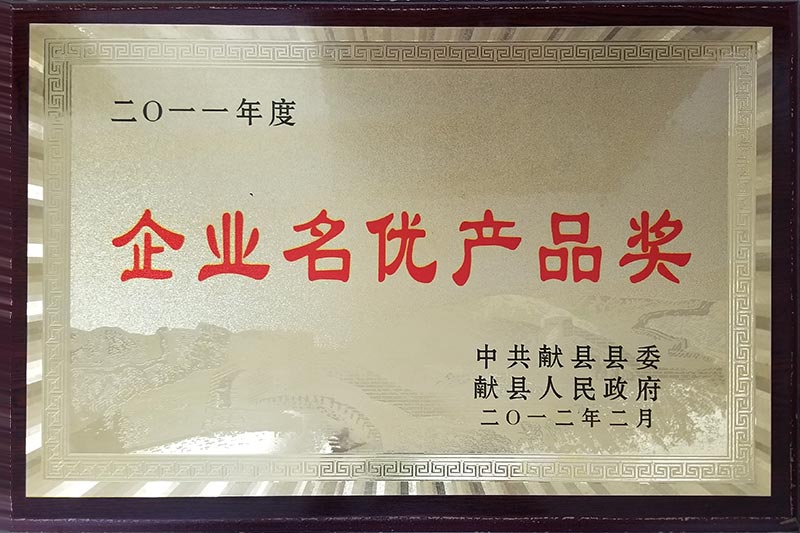 二〇一一年度
企业名优产品奖
中共献县县委
献县人民政府
二〇一二年二月